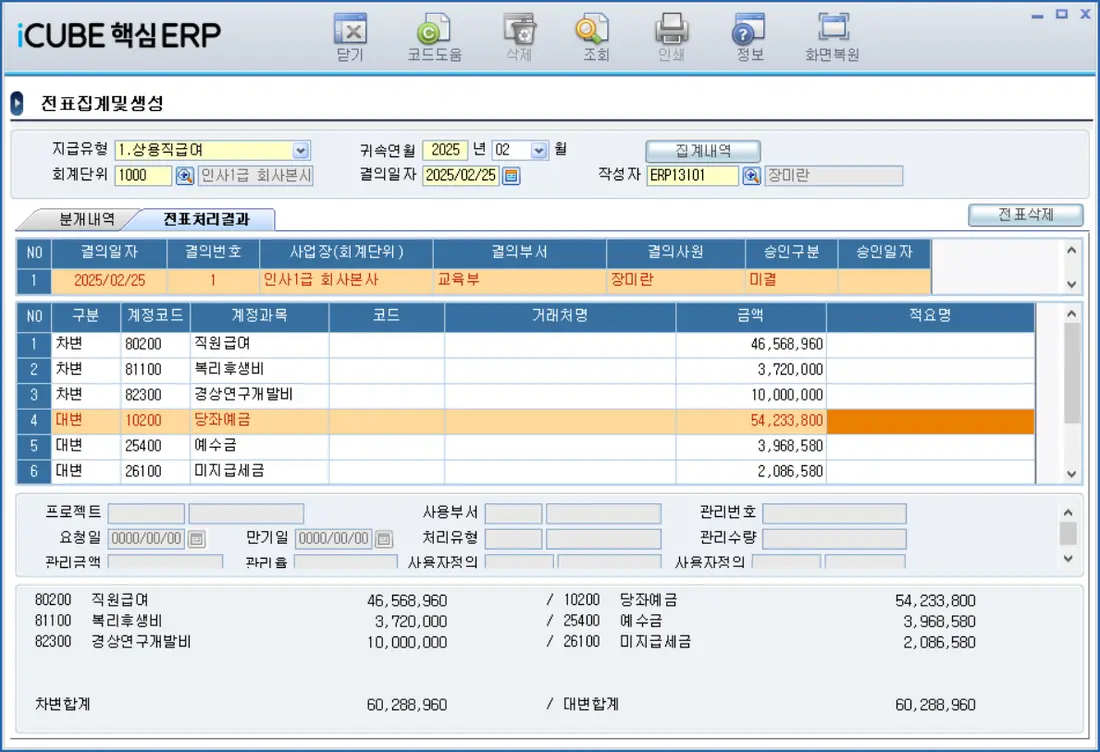 iCUBE 핵심ERP
닫기 코드도움 삭제 조회 인쇄 정보 화면복원
전표집계및생성
지급유형 1.상용직급여 귀속연월 2025 년 02 월 집계내역
회계단위 1000 인사1급 회사본사 결의일자 2025/02/25 작성자 ERP13I01 장미란
분개내역 전표처리결과 전표삭제
NO 결의일자 결의번호 사업장(회계단위) 결의부서 결의사원 승인구분 승인일자
1 2025/02/25 1 인사1급 회사본사 교육부 장미란 미결
NO 구분 계정코드 계정과목 코드 거래처명 금액 적요명
1 차변 80200 직원급여 46,568,960
2 차변 81100 복리후생비 3,720,000
3 차변 82300 경상연구개발비 10,000,000
4 대변 10200 당좌예금 54,233,800
5 대변 25400 예수금 3,968,580
6 대변 26100 미지급세금 2,086,580
프로젝트 사용부서 관리번호
요청일 0000/00/00 만기일 0000/00/00 처리유형 관리수량
관리금액 관리율 사용자정의 사용자정의
80200 직원급여 46,568,960 / 10200 당좌예금 54,233,800
81100 복리후생비 3,720,000 / 25400 예수금 3,968,580
82300 경상연구개발비 10,000,000 / 26100 미지급세금 2,086,580
차변합계 60,288,960 / 대변합계 60,288,960